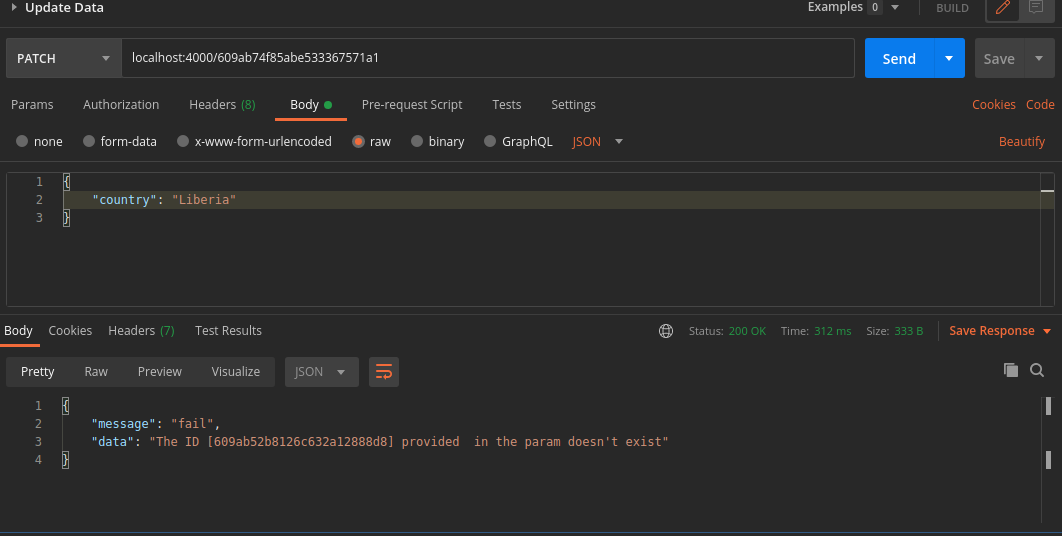 Update Data Examples 0 BUILD
PATCH localhost:4000/609ab74f85abe533367571a1 Send Save
Params Authorization Headers (8) Body Pre-request Script Tests Settings Cookies Code
none form-data x-www-form-urlencoded raw binary GraphQL JSON Beautify
1 {
2 "country": "Liberia"
3 }
Body Cookies Headers (7) Test Results Status: 200 OK Time: 312 ms Size: 333 B Save Response
Pretty Raw Preview Visualize JSON
1 {
2 "message": "fail",
3 "data": "The ID [609ab52b8126c632a12888d8] provided  in the param doesn't exist"
4 }